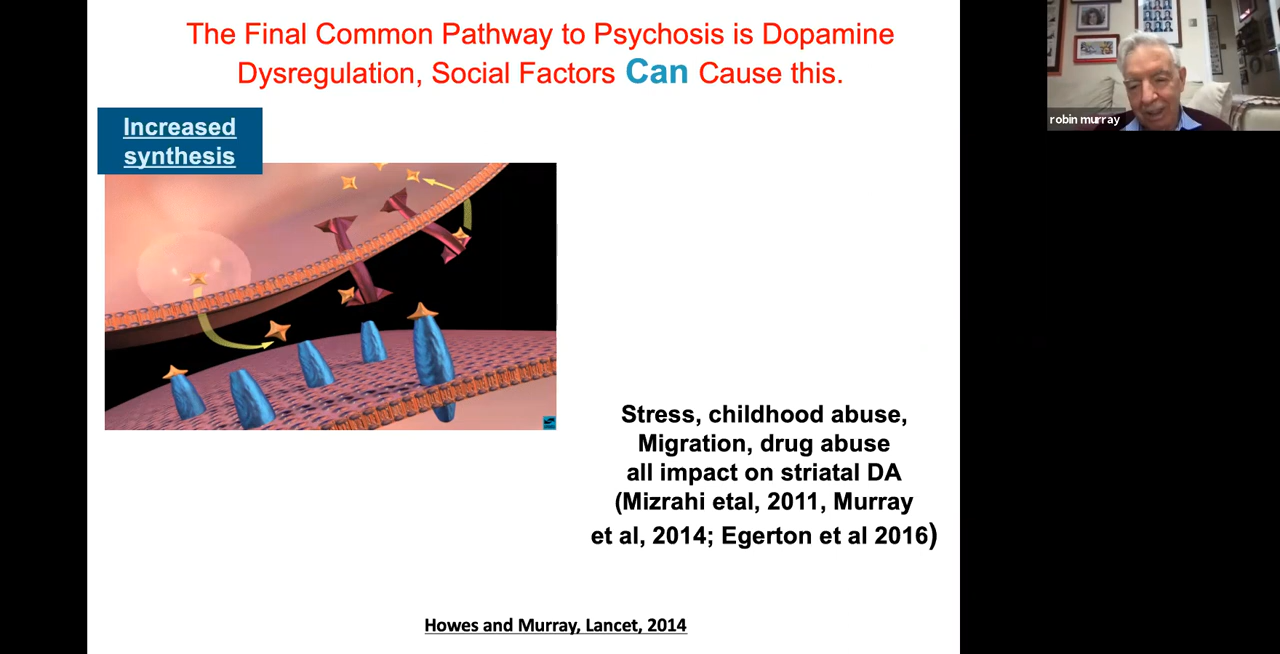 The Final Common Pathway to Psychosis is Dopamine
Dysregulation, Social Factors Can Cause this.
Increased
synthesis
robin murray
Stress, childhood abuse,
Migration, drug abuse
all impact on striatal DA
(Mizrahi etal, 2011, Murray
et al, 2014; Egerton et al 2016)
Howes and Murray, Lancet, 2014